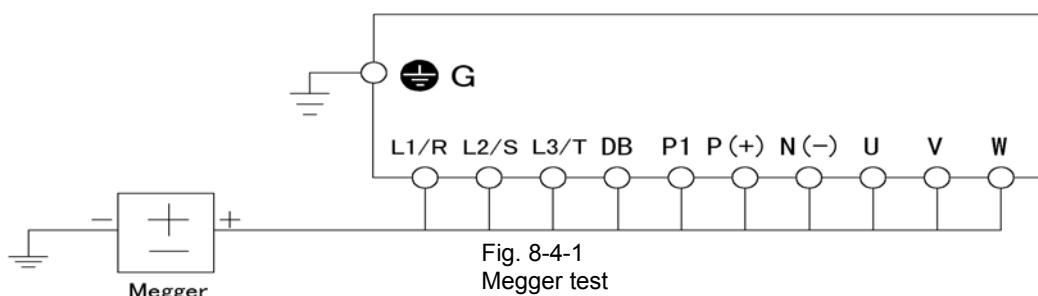 G
L1/R L2/S L3/T DB P1 P(+) N(−) U V W
− + − +
Fig. 8-4-1
Megger test
Megger